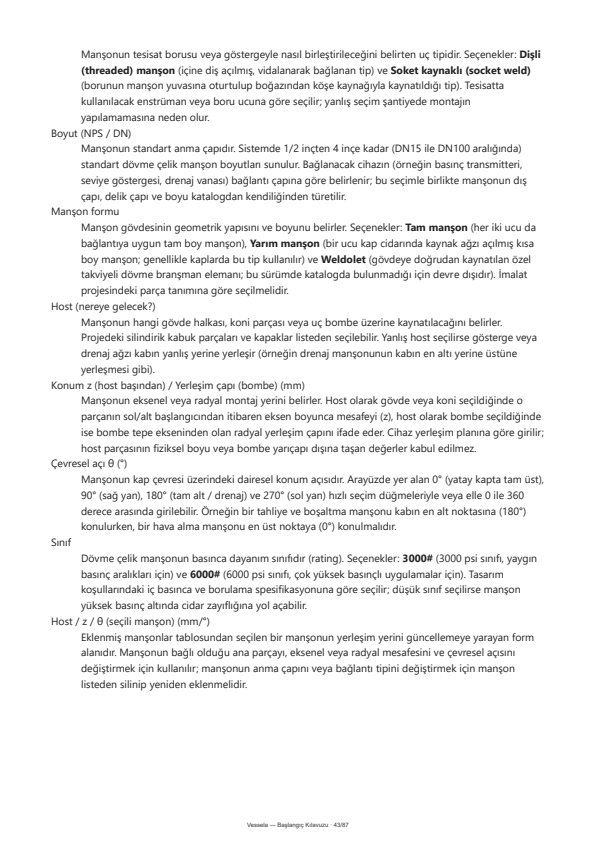 Manşonun tesisat borusu veya göstergeyle nasıl birleştirileceğini belirten uç tipidir. Seçenekler: Dişli
(threaded) manşon (içine diş açılmış, vidalanarak bağlanan tip) ve Soket kaynaklı (socket weld)
(borunun manşon yuvasına oturtulup boğazından köşe kaynağıyla kaynatıldığı tip). Tesisatta
kullanılacak enstrüman veya boru ucuna göre seçilir; yanlış seçim şantiyede montajın
yapılamamasına neden olur.
Boyut (NPS / DN)
Manşonun standart anma çapıdır. Sistemde 1/2 inçten 4 inçe kadar (DN15 ile DN100 aralığında)
standart dövme çelik manşon boyutları sunulur. Bağlanacak cihazın (örneğin basınç transmitteri,
seviye göstergesi, drenaj vanası) bağlantı çapına göre belirlenir; bu seçimle birlikte manşonun dış
çapı, delik çapı ve boyu katalogdan kendiliğinden türetilir.
Manşon formu
Manşon gövdesinin geometrik yapısını ve boyunu belirler. Seçenekler: Tam manşon (her iki ucu da
bağlantıya uygun tam boy manşon), Yarım manşon (bir ucu kap cidarında kaynak ağzı açılmış kısa
boy manşon; genellikle kaplarda bu tip kullanılır) ve Weldolet (gövdeye doğrudan kaynatılan özel
takviyeli dövme branşman elemanı; bu sürümde katalogda bulunmadığı için devre dışıdır). İmalat
projesindeki parça tanımına göre seçilmelidir.
Host (nereye gelecek?)
Manşonun hangi gövde halkası, koni parçası veya uç bombe üzerine kaynatılacağını belirler.
Projedeki silindirik kabuk parçaları ve kapaklar listeden seçilebilir. Yanlış host seçilirse gösterge veya
drenaj ağzı kabın yanlış yerine yerleşir (örneğin drenaj manşonunun kabın en altı yerine üstüne
yerleşmesi gibi).
Konum z (host başından) / Yerleşim çapı (bombe) (mm)
Manşonun eksenel veya radyal montaj yerini belirler. Host olarak gövde veya koni seçildiğinde o
parçanın sol/alt başlangıcından itibaren eksen boyunca mesafeyi (z), host olarak bombe seçildiğinde
ise bombe tepe ekseninden olan radyal yerleşim çapını ifade eder. Cihaz yerleşim planına göre girilir;
host parçasının fiziksel boyu veya bombe yarıçapı dışına taşan değerler kabul edilmez.
Çevresel açı θ (°)
Manşonun kap çevresi üzerindeki dairesel konum açısıdır. Arayüzde yer alan 0° (yatay kapta tam üst),
90° (sağ yan), 180° (tam alt / drenaj) ve 270° (sol yan) hızlı seçim düğmeleriyle veya elle 0 ile 360
derece arasında girilebilir. Örneğin bir tahliye ve boşaltma manşonu kabın en alt noktasına (180°)
konulurken, bir hava alma manşonu en üst noktaya (0°) konulmalıdır.
Sınıf
Dövme çelik manşonun basınca dayanım sınıfıdır (rating). Seçenekler: 3000# (3000 psi sınıfı, yaygın
basınç aralıkları için) ve 6000# (6000 psi sınıfı, çok yüksek basınçlı uygulamalar için). Tasarım
koşullarındaki iç basınca ve borulama spesifikasyonuna göre seçilir; düşük sınıf seçilirse manşon
yüksek basınç altında cidar zayıflığına yol açabilir.
Host / z / θ (seçili manşon) (mm/°)
Eklenmiş manşonlar tablosundan seçilen bir manşonun yerleşim yerini güncellemeye yarayan form
alanıdır. Manşonun bağlı olduğu ana parçayı, eksenel veya radyal mesafesini ve çevresel açısını
değiştirmek için kullanılır; manşonun anma çapını veya bağlantı tipini değiştirmek için manşon
listeden silinip yeniden eklenmelidir.
Vessela — Başlangıç Kılavuzu · 43/87